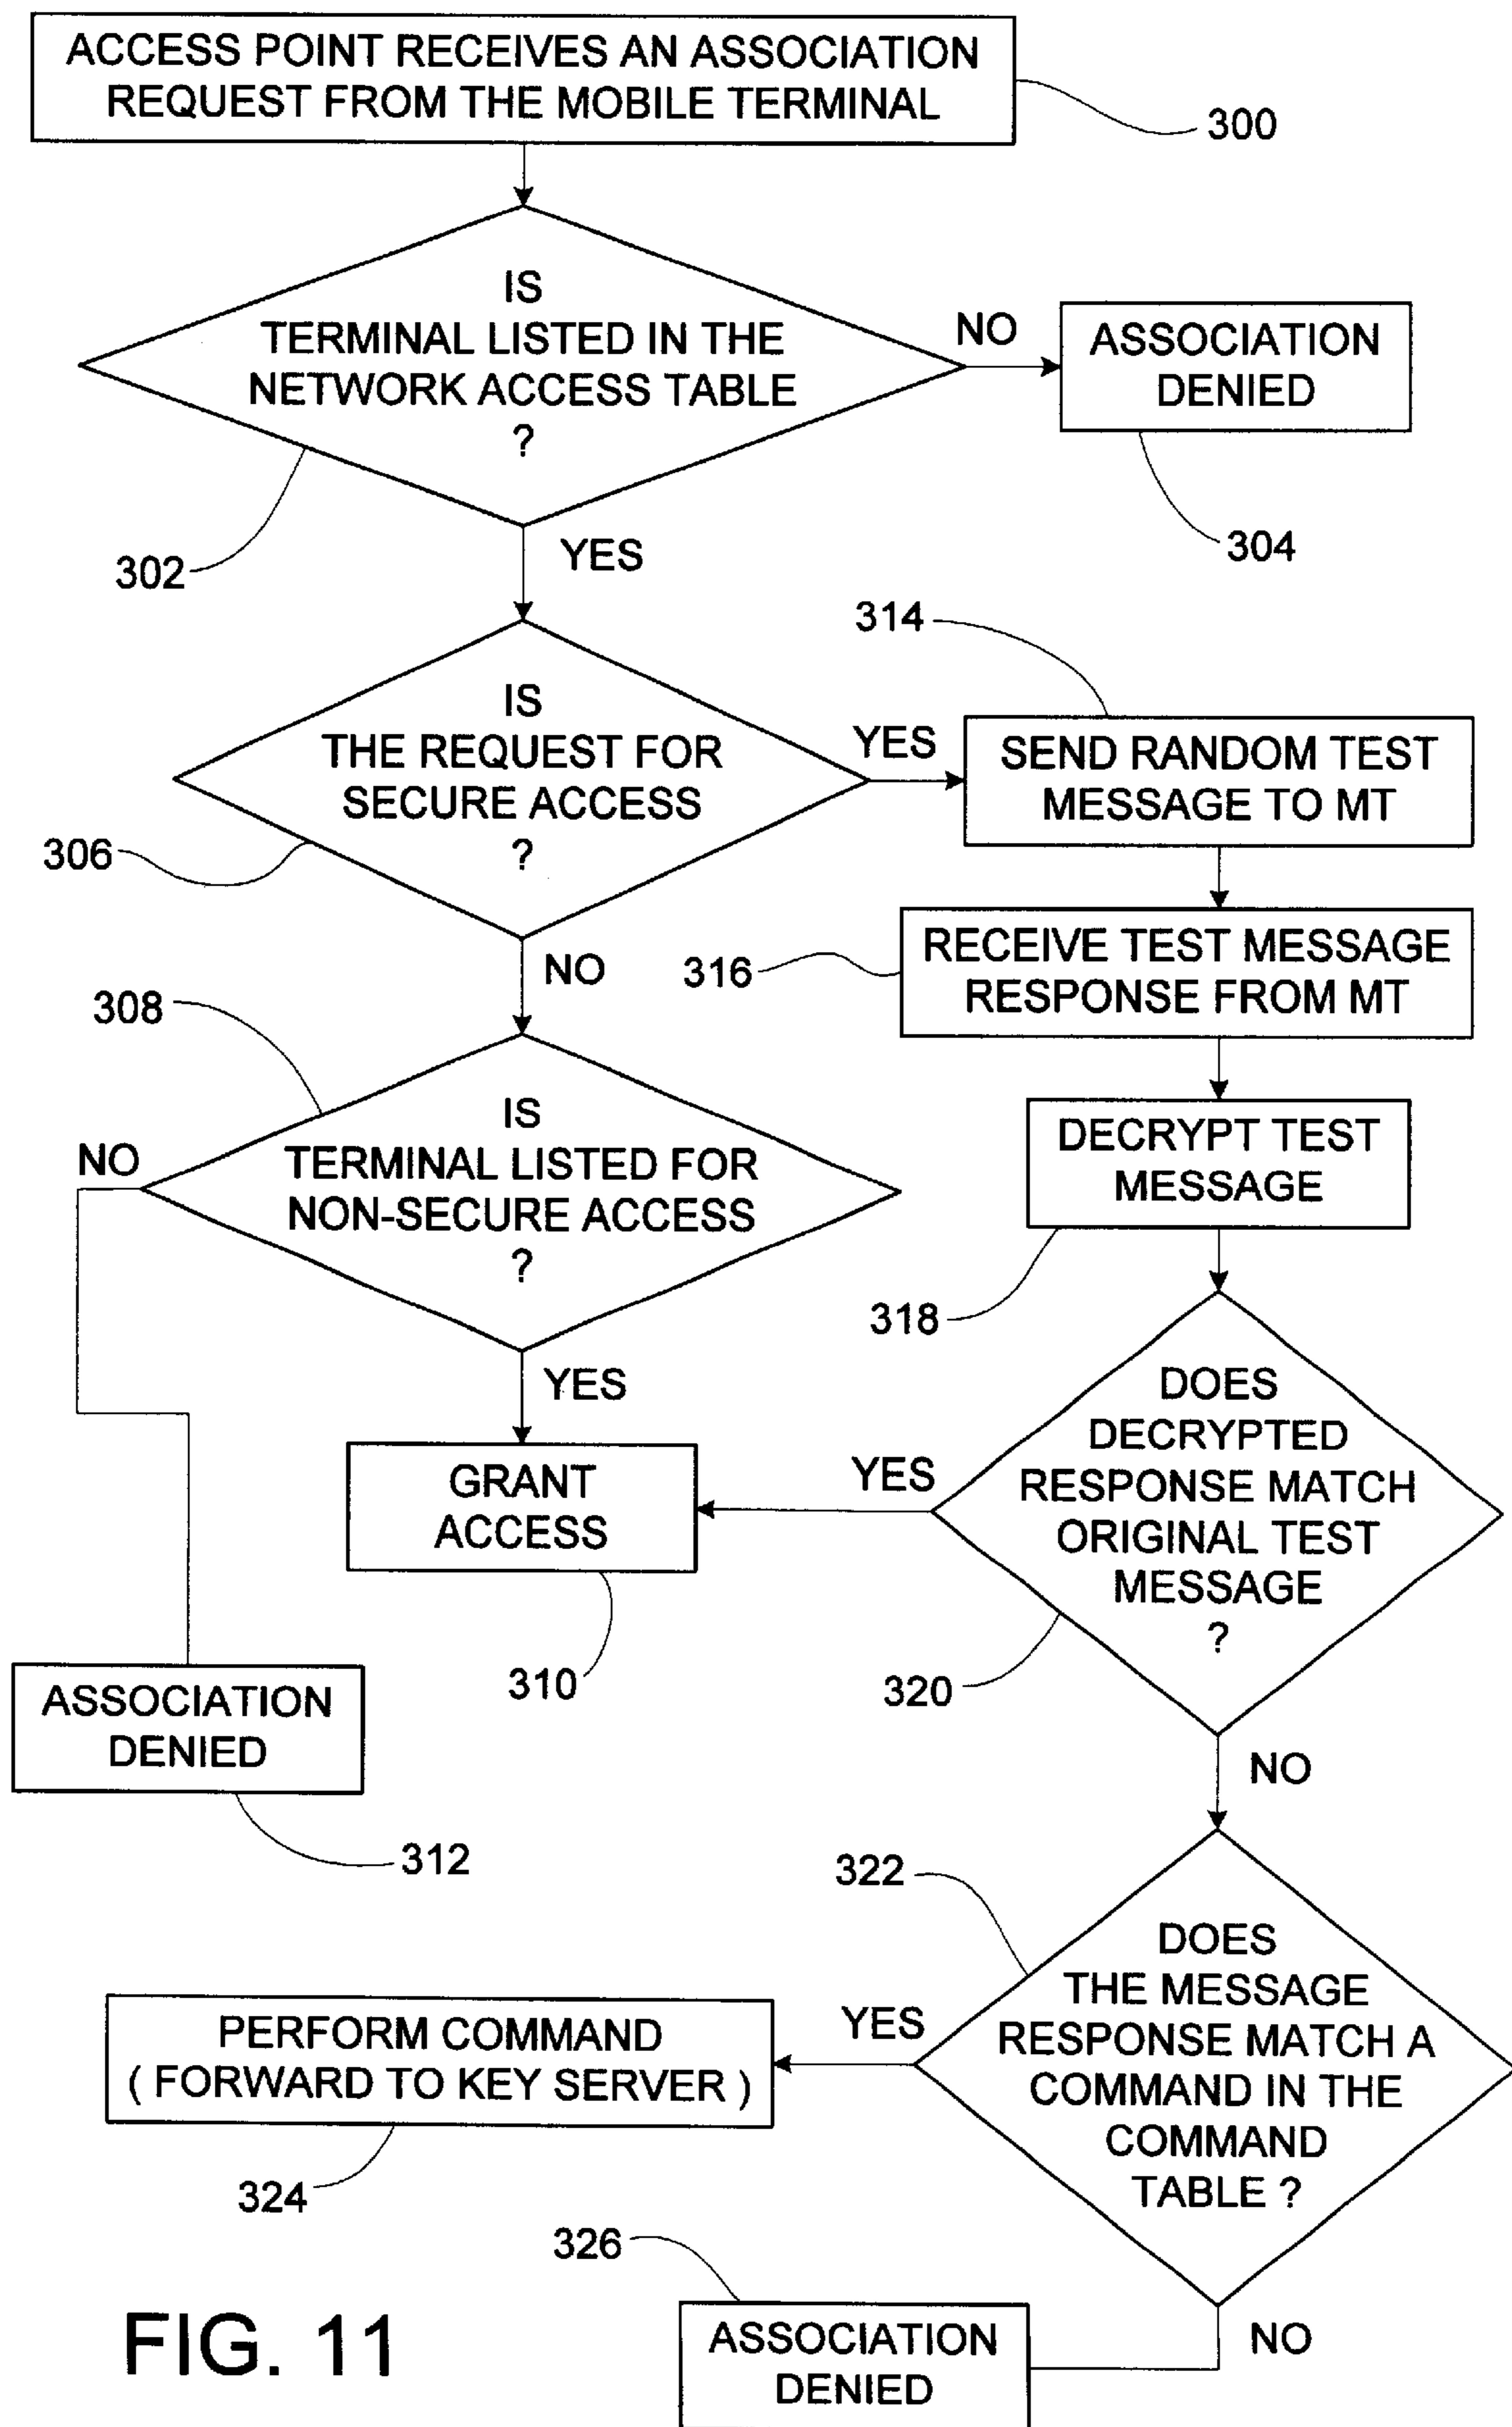 ACCESS POINT RECEIVES AN ASSOCIATION
REQUEST FROM THE MOBILE TERMINAL
300
IS
TERMINAL LISTED IN THE
NETWORK ACCESS TABLE
?
NO
ASSOCIATION
DENIED
302
YES
304
314
IS
THE REQUEST FOR
SECURE ACCESS
?
YES
SEND RANDOM TEST
MESSAGE TO MT
306
NO
316
RECEIVE TEST MESSAGE
RESPONSE FROM MT
308
IS
TERMINAL LISTED FOR
NON-SECURE ACCESS
?
NO
DECRYPT TEST
MESSAGE
318
YES
GRANT
ACCESS
YES
DOES
DECRYPTED
RESPONSE MATCH
ORIGINAL TEST
MESSAGE
?
310
320
ASSOCIATION
DENIED
NO
312
322
DOES
THE MESSAGE
RESPONSE MATCH A
COMMAND IN THE
COMMAND
TABLE ?
YES
PERFORM COMMAND
( FORWARD TO KEY SERVER )
324
326
NO
ASSOCIATION
DENIED
FIG. 11